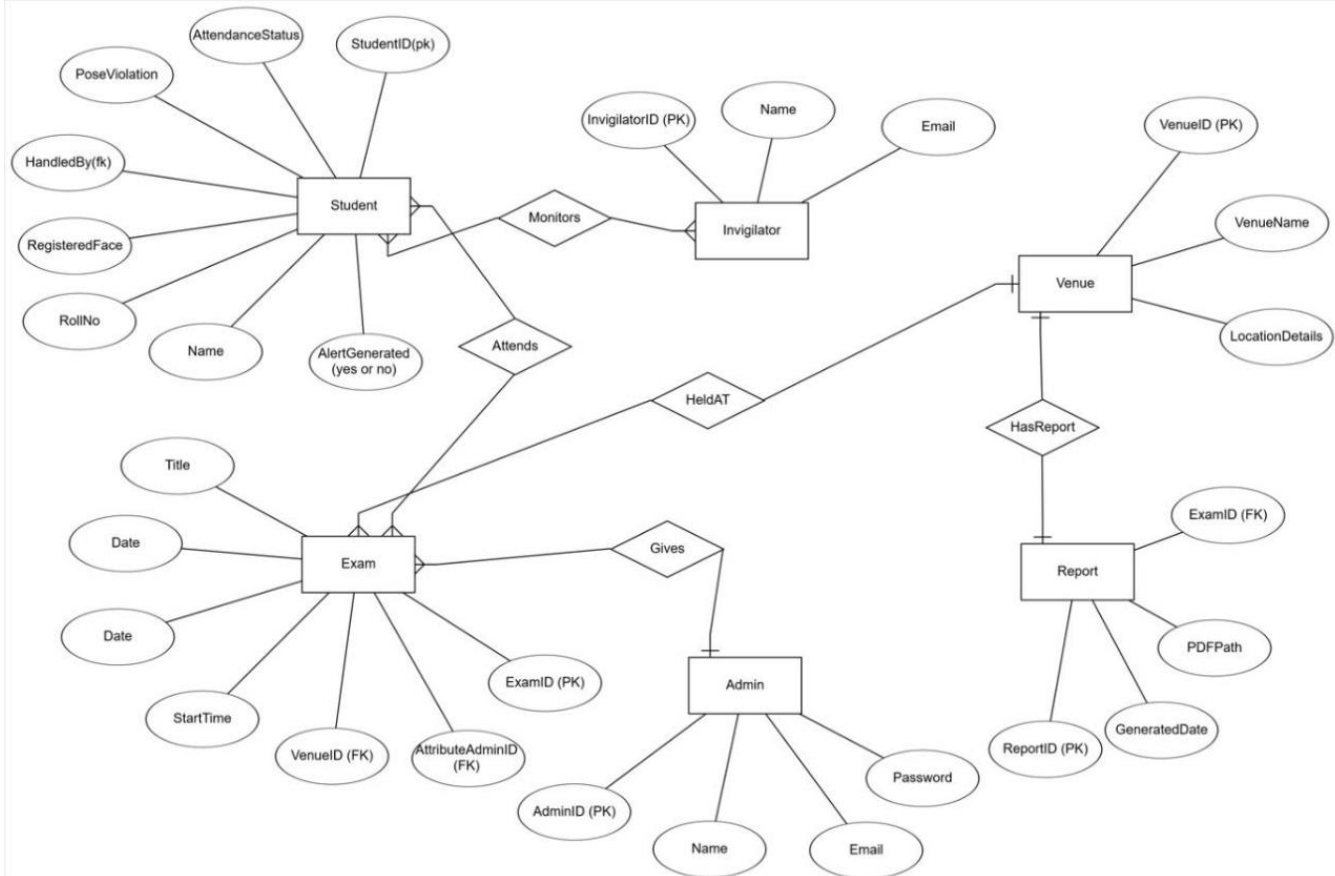 AttendanceStatus
StudentID(pk)
PoseViolation
HandledBy(fk)
RegisteredFace
RollNo
Name
AlertGenerated
(yes or no)
Student
Monitors
InvigilatorID (PK)
Name
Email
Invigilator
VenueID (PK)
VenueName
LocationDetails
Venue
Attends
HeldAT
HasReport
Title
Date
Date
StartTime
VenueID (FK)
AttributeAdminID
(FK)
ExamID (PK)
Exam
Gives
Admin
AdminID (PK)
Name
Email
Password
Report
ExamID (FK)
PDFPath
GeneratedDate
ReportID (PK)